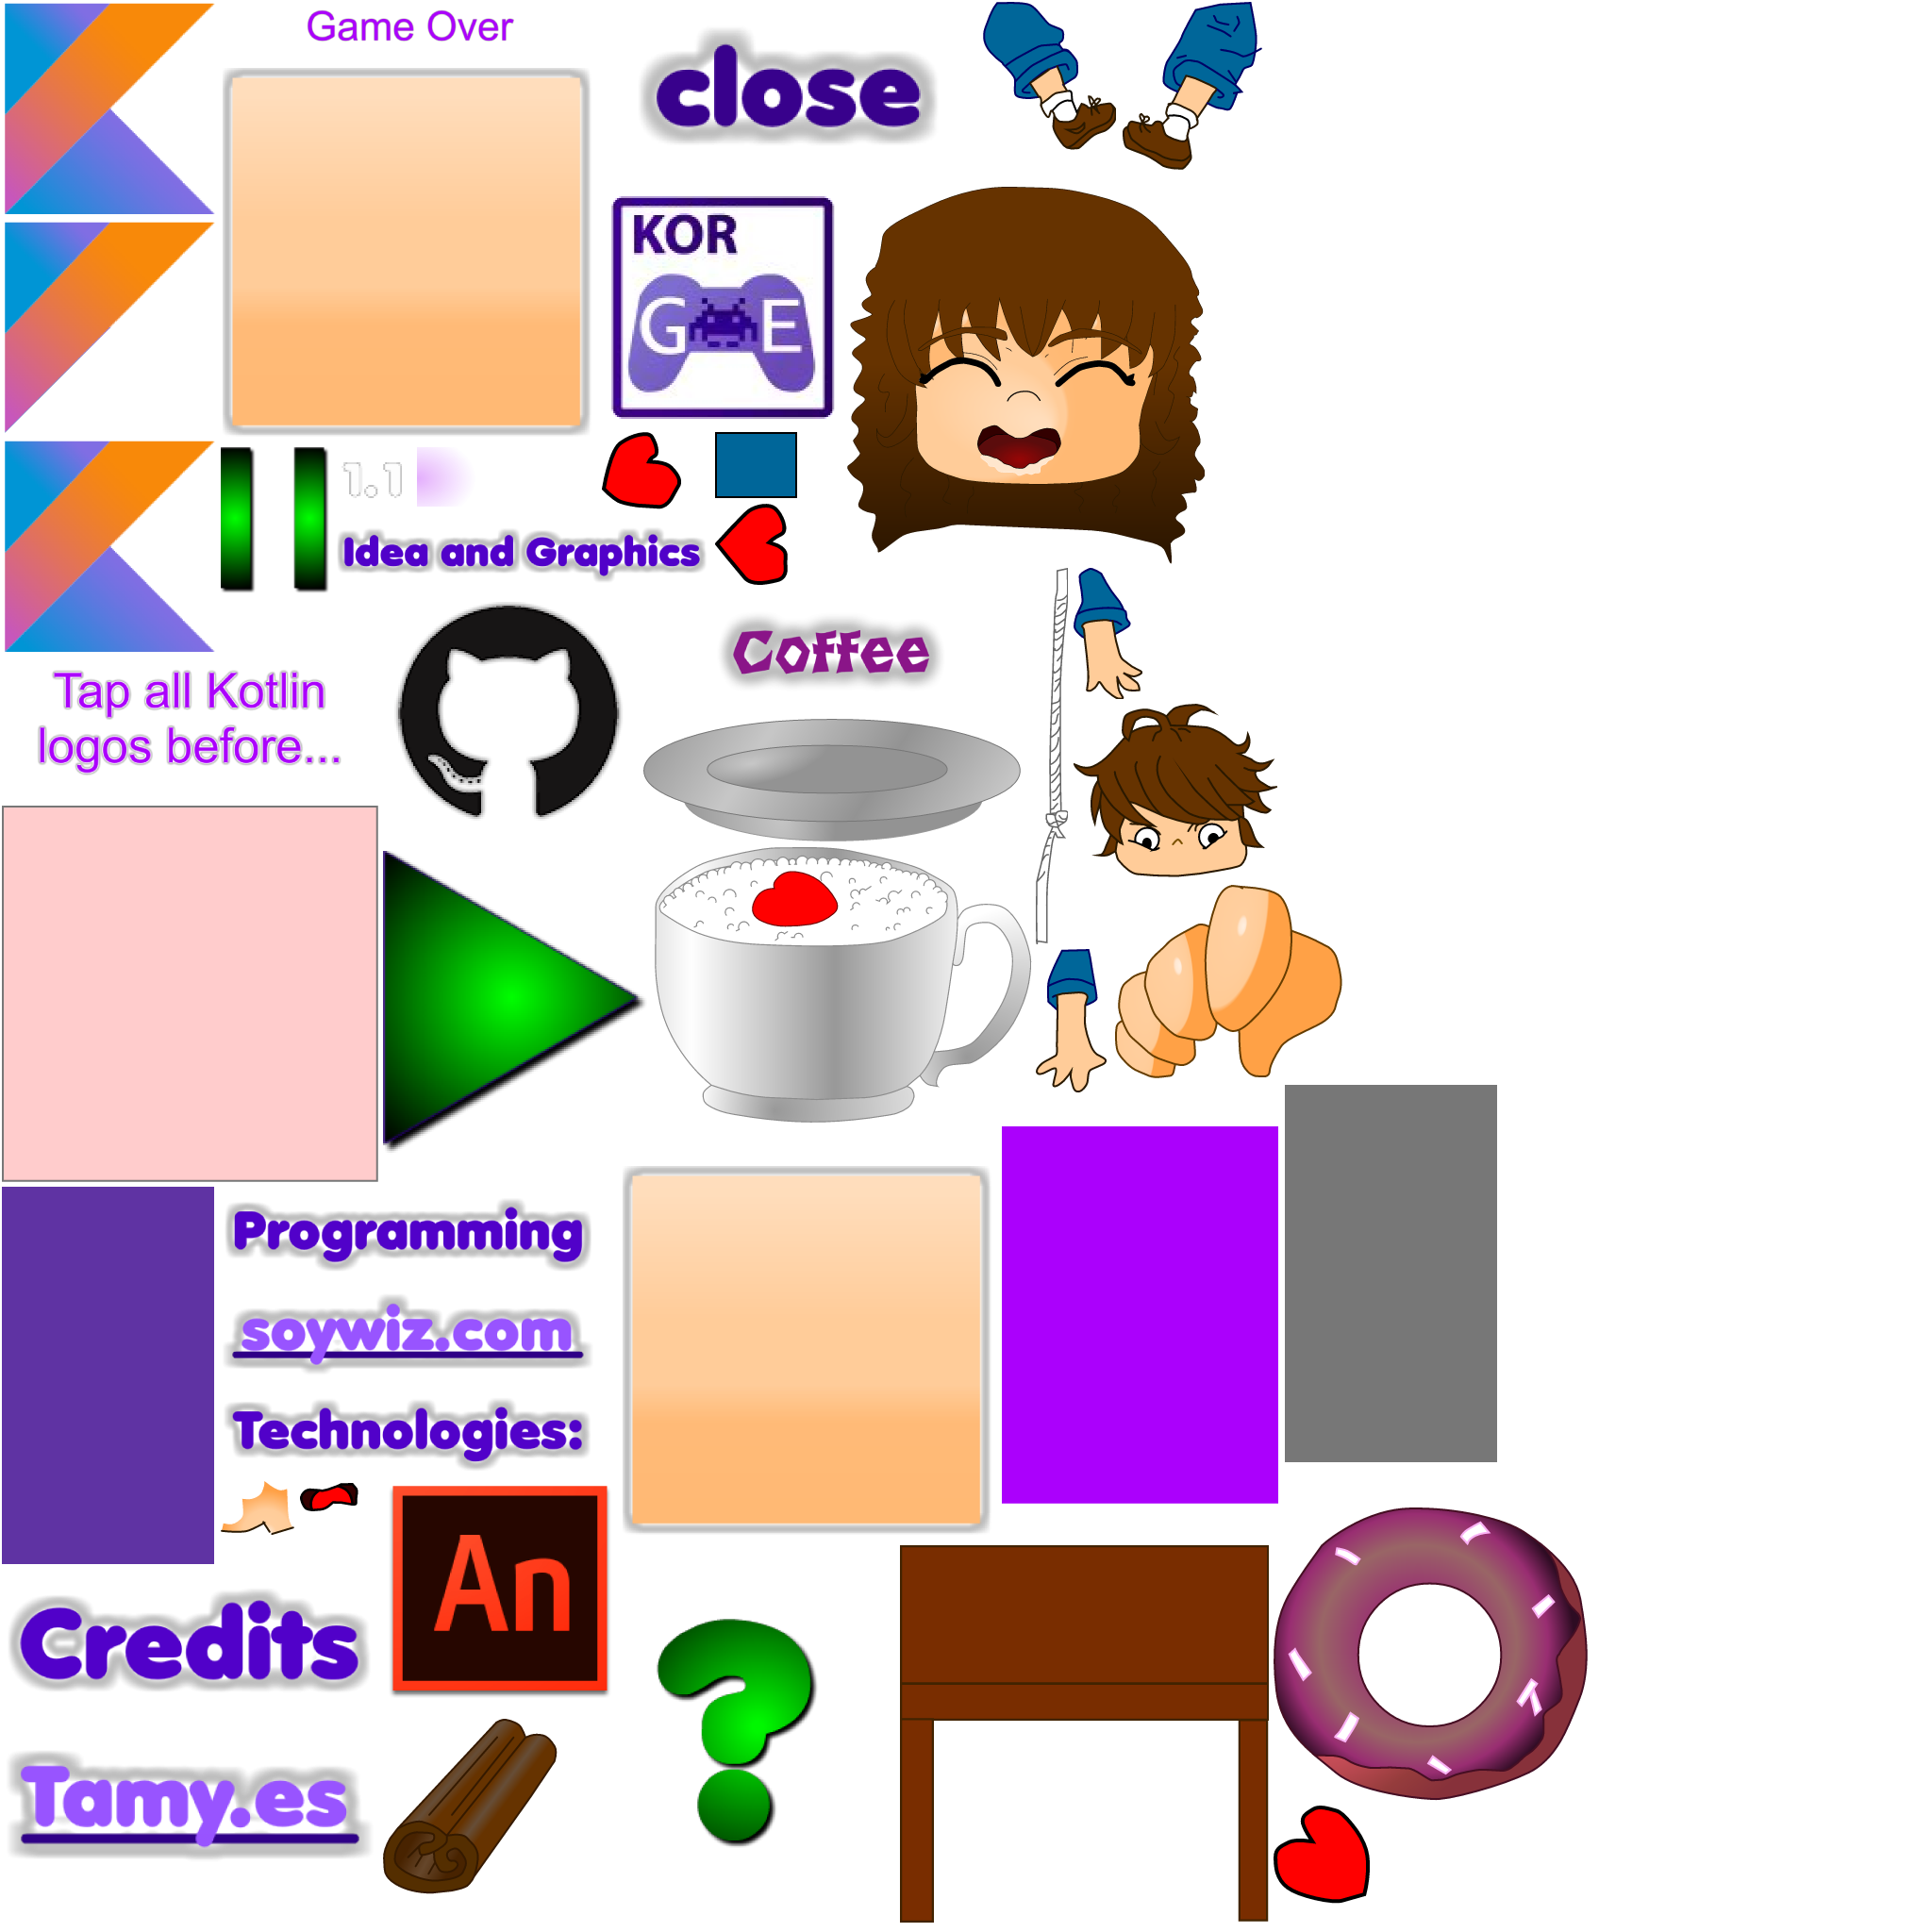 Game Over
close
KOR
G E
1.1
Idea and Graphics
Coffee
Tap all Kotlin
logos before...
Programming
soywiz.com
Technologies:
An
Credits
Tamy.es
?